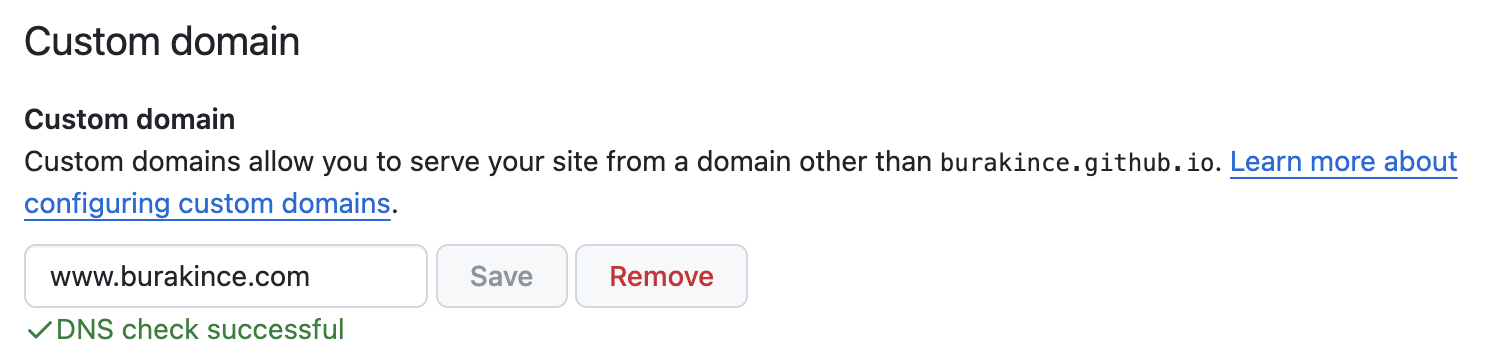 Custom domain
Custom domain
Custom domains allow you to serve your site from a domain other than burakince.github.io. Learn more about
configuring custom domains.
www.burakince.com Save Remove
✓DNS check successful